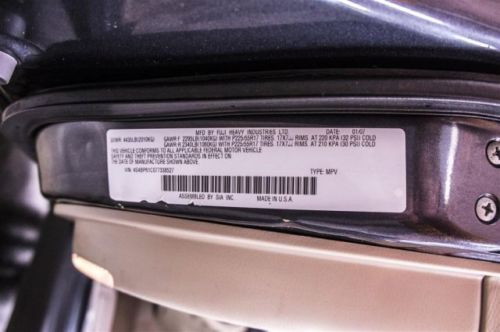 MFD BY FUJI HEAVY INDUSTRIES LTD. DATE: 01/07
GAWR-F 2295LB(1040KG) WITH P225/55R17 TIRES. 17X7JJ RIMS. AT 220 KPA (32 PSI) COLD
GAWR-R 2340LB(1060KG) WITH P225/55R17 TIRES. 17X7JJ RIMS. AT 210 KPA (30 PSI) COLD
THIS VEHICLE CONFORMS TO ALL APPLICABLE FEDERAL MOTOR VEHICLE
SAFETY AND THEFT PREVENTION STANDARDS IN EFFECT ON
THE DATE OF MANUFACTURE SHOWN ABOVE.
TYPE: MPV
ASSEMBLED BY SIA INC. MADE IN U.S.A.